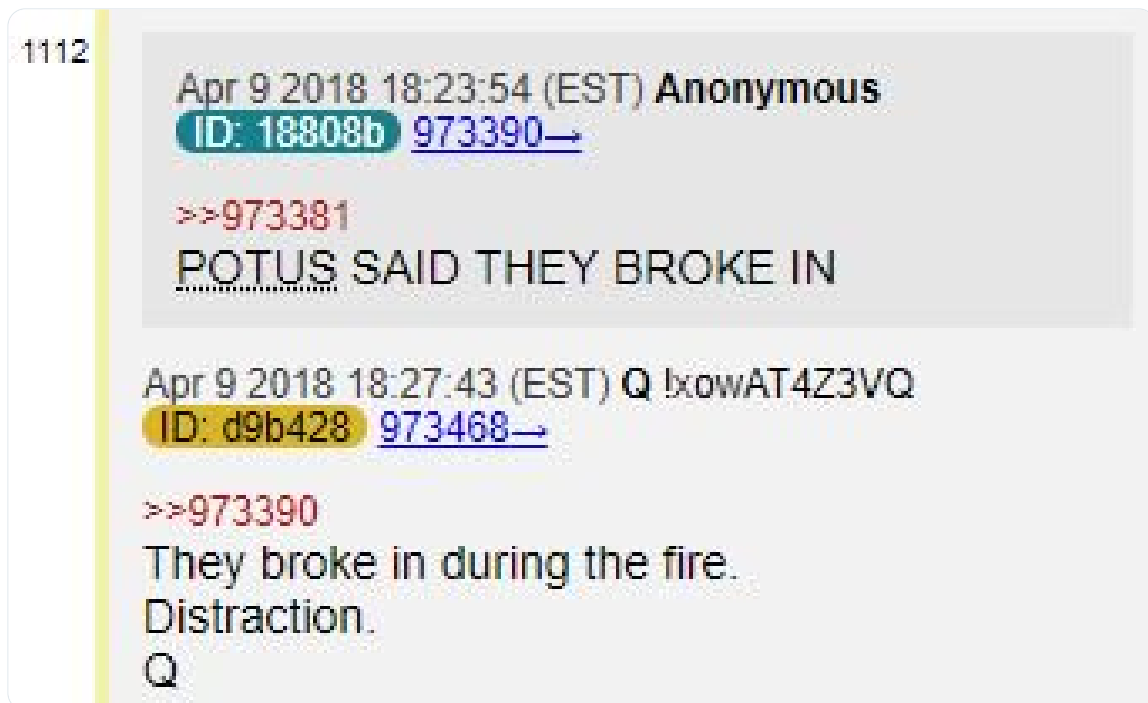 1112
Apr 9 2018 18:23:54 (EST) Anonymous
ID: 18808b 973390→
>>973381
POTUS SAID THEY BROKE IN
Apr 9 2018 18:27:43 (EST) Q !xowAT4Z3VQ
ID: d9b428 973468→
>>973390
They broke in during the fire.
Distraction.
Q